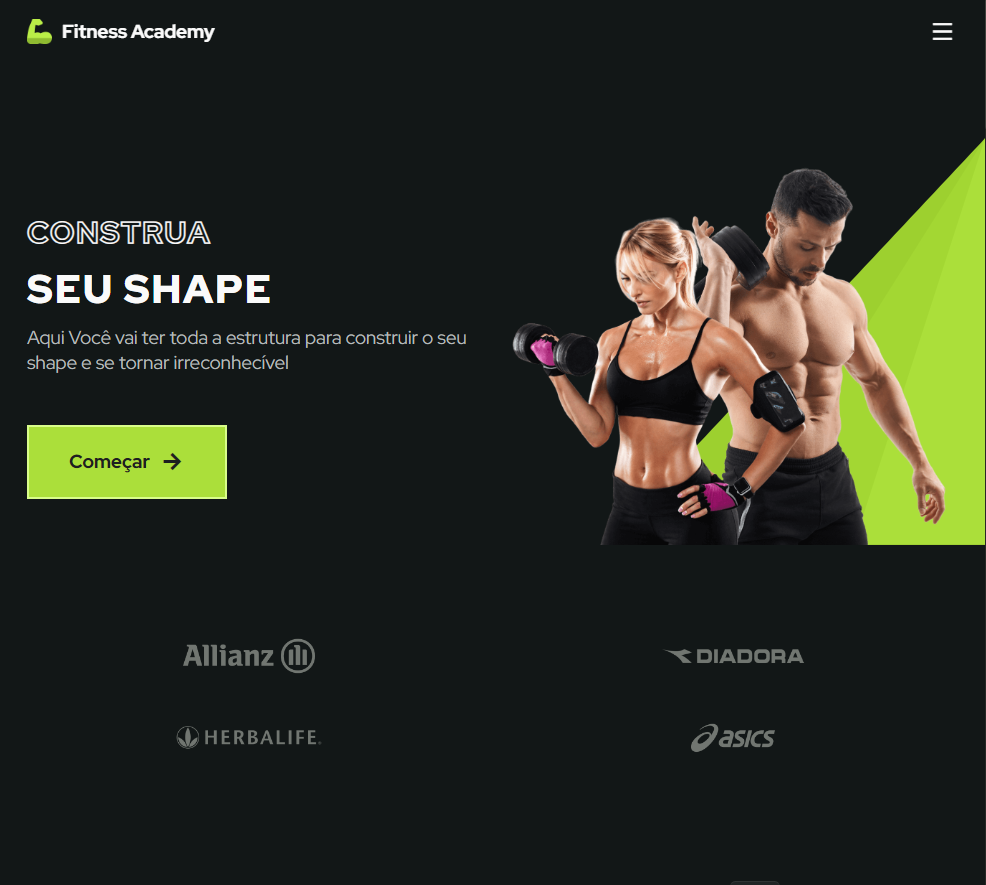 Fitness Academy
CONSTRUA
SEU SHAPE
Aqui Você vai ter toda a estrutura para construir o seu
shape e se tornar irreconhecível
Começar
Allianz
DIADORA
HERBALIFE.
asics